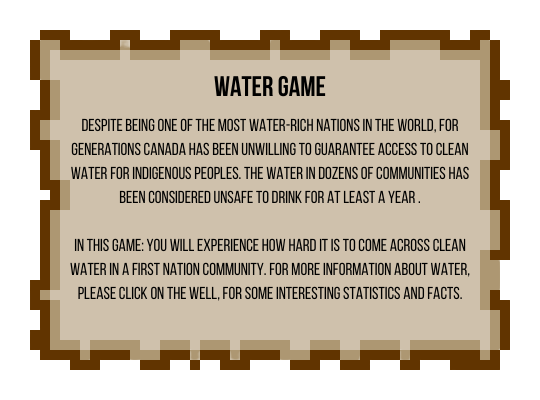 WATER GAME
DESPITE BEING ONE OF THE MOST WATER-RICH NATIONS IN THE WORLD, FOR
GENERATIONS CANADA HAS BEEN UNWILLING TO GUARANTEE ACCESS TO CLEAN
WATER FOR INDIGENOUS PEOPLES. THE WATER IN DOZENS OF COMMUNITIES HAS
BEEN CONSIDERED UNSAFE TO DRINK FOR AT LEAST A YEAR .
IN THIS GAME: YOU WILL EXPERIENCE HOW HARD IT IS TO COME ACROSS CLEAN
WATER IN A FIRST NATION COMMUNITY. FOR MORE INFORMATION ABOUT WATER,
PLEASE CLICK ON THE WELL, FOR SOME INTERESTING STATISTICS AND FACTS.